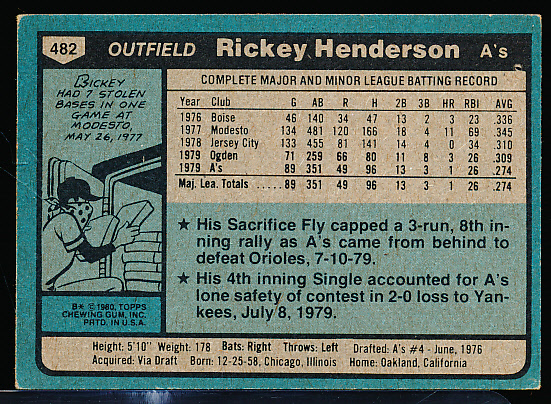 482 OUTFIELD Rickey Henderson A's
RICKEY
HAD 7 STOLEN
BASES IN ONE
GAME AT
MODESTO,
MAY 26, 1977
B* © 1980, TOPPS
CHEWING GUM, INC.
PRTD. IN U.S.A.
COMPLETE MAJOR AND MINOR LEAGUE BATTING RECORD
Year Club G AB R H 2B 3B HR RBI AVG
1976 Boise 46 140 34 47 13 2 3 23 .336
1977 Modesto 134 481 120 166 18 4 11 69 .345
1978 Jersey City 133 455 81 141 14 4 0 34 .310
1979 Ogden 71 259 66 80 11 8 3 26 .309
1979 A's 89 351 49 96 13 3 1 26 .274
Maj. Lea. Totals ..... 89 351 49 96 13 3 1 26 .274
★ His Sacrifice Fly capped a 3-run, 8th in-
ning rally as A's came from behind to
defeat Orioles, 7-10-79.
★ His 4th inning Single accounted for A's
lone safety of contest in 2-0 loss to Yan-
kees, July 8, 1979.
Height: 5'10" Weight: 178 Bats: Right Throws: Left Drafted: A's #4 - June, 1976
Acquired: Via Draft Born: 12-25-58, Chicago, Illinois Home: Oakland, California